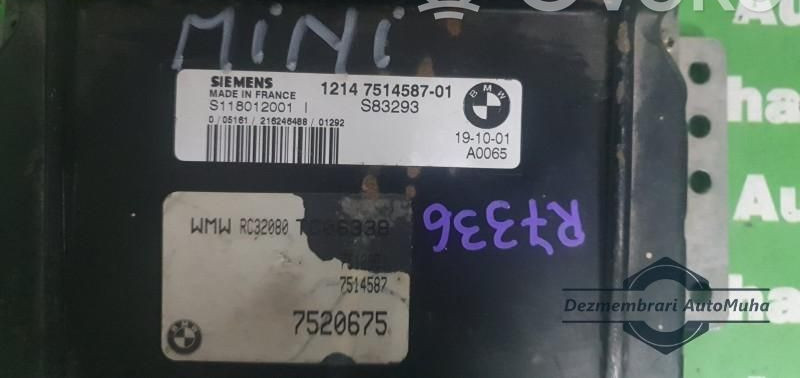 MINI
SIEMENS
MADE IN FRANCE
1214 7514587-01
S118012001 I
S83293
BMW
0 / 05161 / 216246488 / 01292
19-10-01
A0065
WMW RC32080 TC06338
7514587
7520675
R7336
Dezmembrari AutoMuha